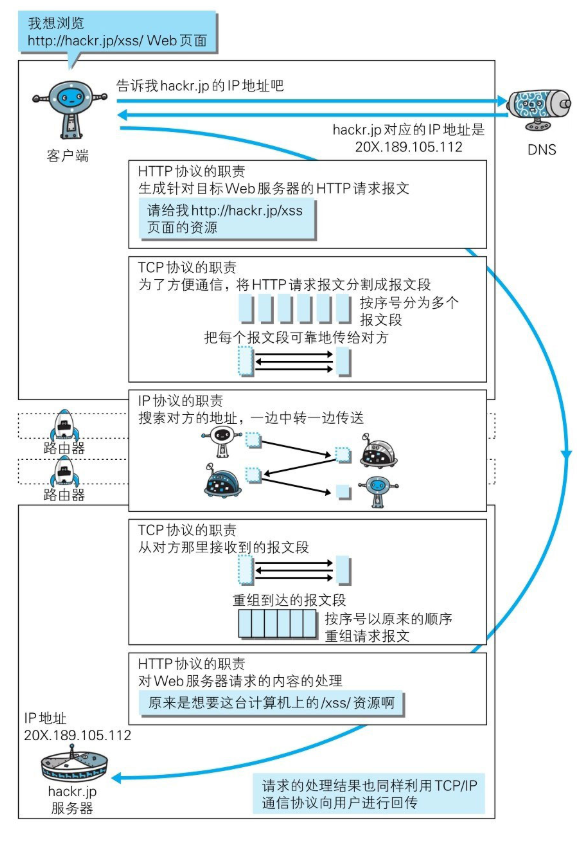 我想浏览
http://hackr.jp/xss/ Web页面
告诉我hackr.jp的IP地址吧
hackr.jp对应的IP地址是
20X.189.105.112
客户端
DNS
HTTP协议的职责
生成针对目标Web服务器的HTTP请求报文
请给我http://hackr.jp/xss
页面的资源
TCP协议的职责
为了方便通信，将HTTP请求报文分割成报文段
按序号分为多个
报文段
把每个报文段可靠地传给对方
IP协议的职责
搜索对方的地址，一边中转一边传送
路由器
路由器
TCP协议的职责
从对方那里接收到的报文段
重组到达的报文段
按序号以原来的顺序
重组请求报文
HTTP协议的职责
对Web服务器请求的内容的处理
原来是想要这台计算机上的/xss/资源啊
IP地址
20X.189.105.112
hackr.jp
服务器
请求的处理结果也同样利用TCP/IP
通信协议向用户进行回传